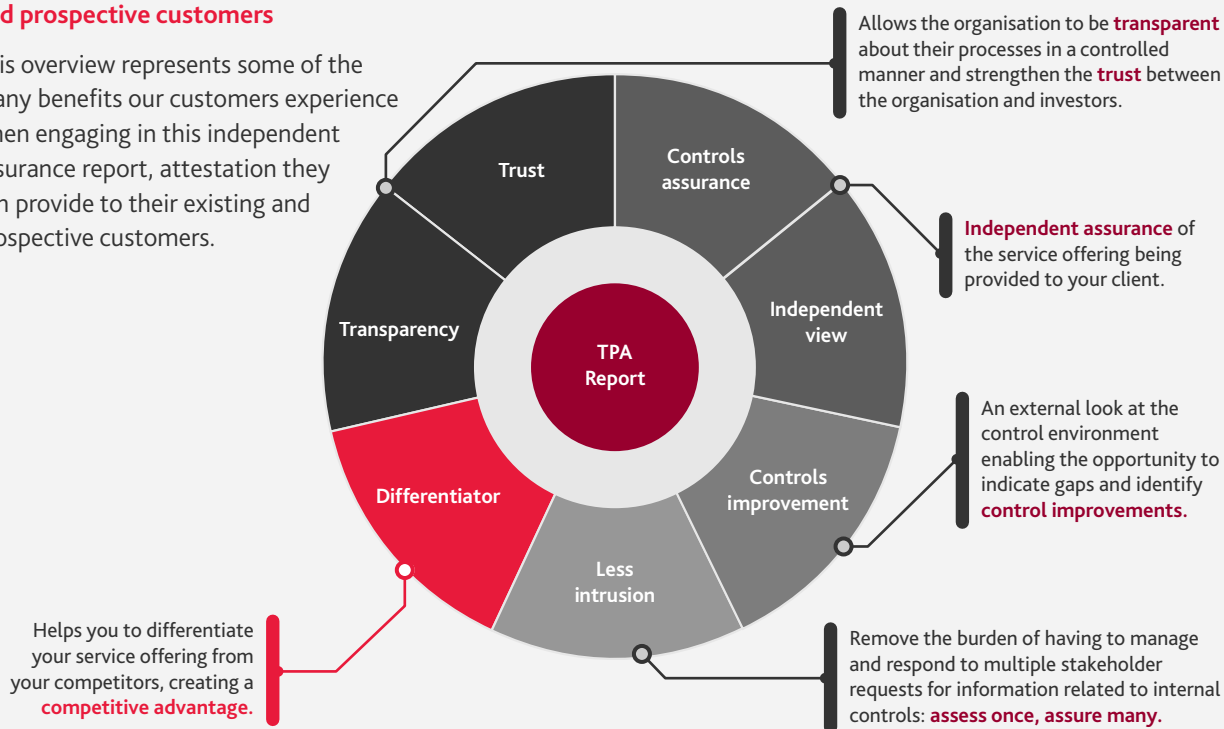 d prospective customers
is overview represents some of the
any benefits our customers experience
hen engaging in this independent
surance report, attestation they
n provide to their existing and
ospective customers.
Allows the organisation to be transparent
about their processes in a controlled
manner and strengthen the trust between
the organisation and investors.
Trust
Controls
assurance
Independent assurance of
the service offering being
provided to your client.
Transparency
Independent
view
TPA
Report
An external look at the
control environment
enabling the opportunity to
indicate gaps and identify
control improvements.
Differentiator
Controls
improvement
Less
intrusion
Helps you to differentiate
your service offering from
your competitors, creating a
competitive advantage.
Remove the burden of having to manage
and respond to multiple stakeholder
requests for information related to internal
controls: assess once, assure many.